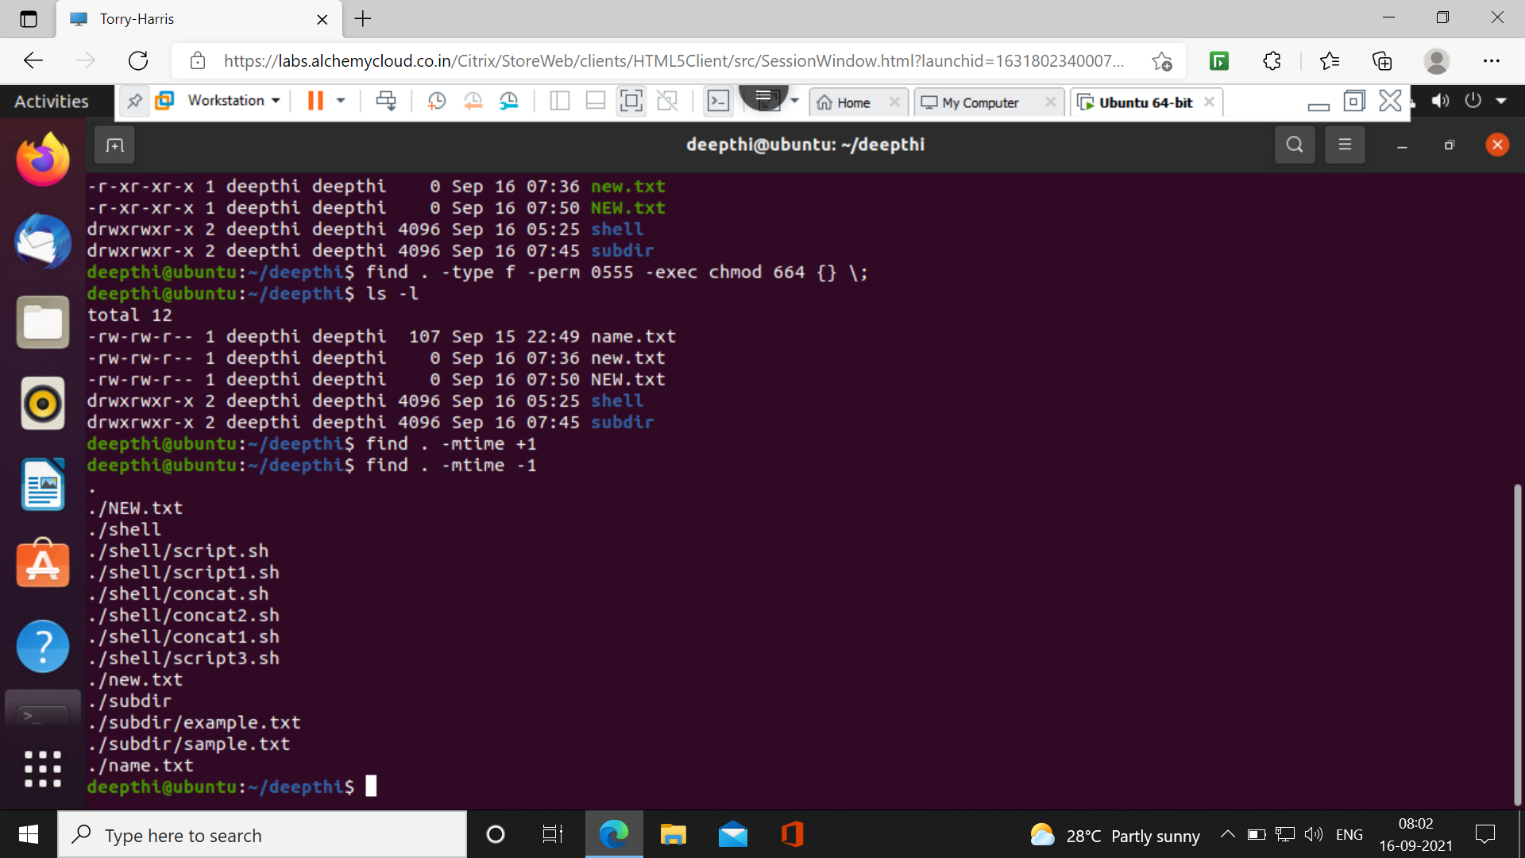 Torry-Harris
https://labs.alchemycloud.co.in/Citrix/StoreWeb/clients/HTML5Client/src/SessionWindow.html?launchid=1631802340007...
Activities
Workstation
Home
My Computer
Ubuntu 64-bit
deepthi@ubuntu: ~/deepthi
-r-xr-xr-x 1 deepthi deepthi    0 Sep 16 07:36 new.txt
-r-xr-xr-x 1 deepthi deepthi    0 Sep 16 07:50 NEW.txt
drwxrwxr-x 2 deepthi deepthi 4096 Sep 16 05:25 shell
drwxrwxr-x 2 deepthi deepthi 4096 Sep 16 07:45 subdir
deepthi@ubuntu:~/deepthi$ find . -type f -perm 0555 -exec chmod 664 {} \;
deepthi@ubuntu:~/deepthi$ ls -l
total 12
-rw-rw-r-- 1 deepthi deepthi  107 Sep 15 22:49 name.txt
-rw-rw-r-- 1 deepthi deepthi    0 Sep 16 07:36 new.txt
-rw-rw-r-- 1 deepthi deepthi    0 Sep 16 07:50 NEW.txt
drwxrwxr-x 2 deepthi deepthi 4096 Sep 16 05:25 shell
drwxrwxr-x 2 deepthi deepthi 4096 Sep 16 07:45 subdir
deepthi@ubuntu:~/deepthi$ find . -mtime +1
deepthi@ubuntu:~/deepthi$ find . -mtime -1
.
./NEW.txt
./shell
./shell/script.sh
./shell/script1.sh
./shell/concat.sh
./shell/concat2.sh
./shell/concat1.sh
./shell/script3.sh
./new.txt
./subdir
./subdir/example.txt
./subdir/sample.txt
./name.txt
deepthi@ubuntu:~/deepthi$
Type here to search
28°C Partly sunny
ENG
08:02
16-09-2021